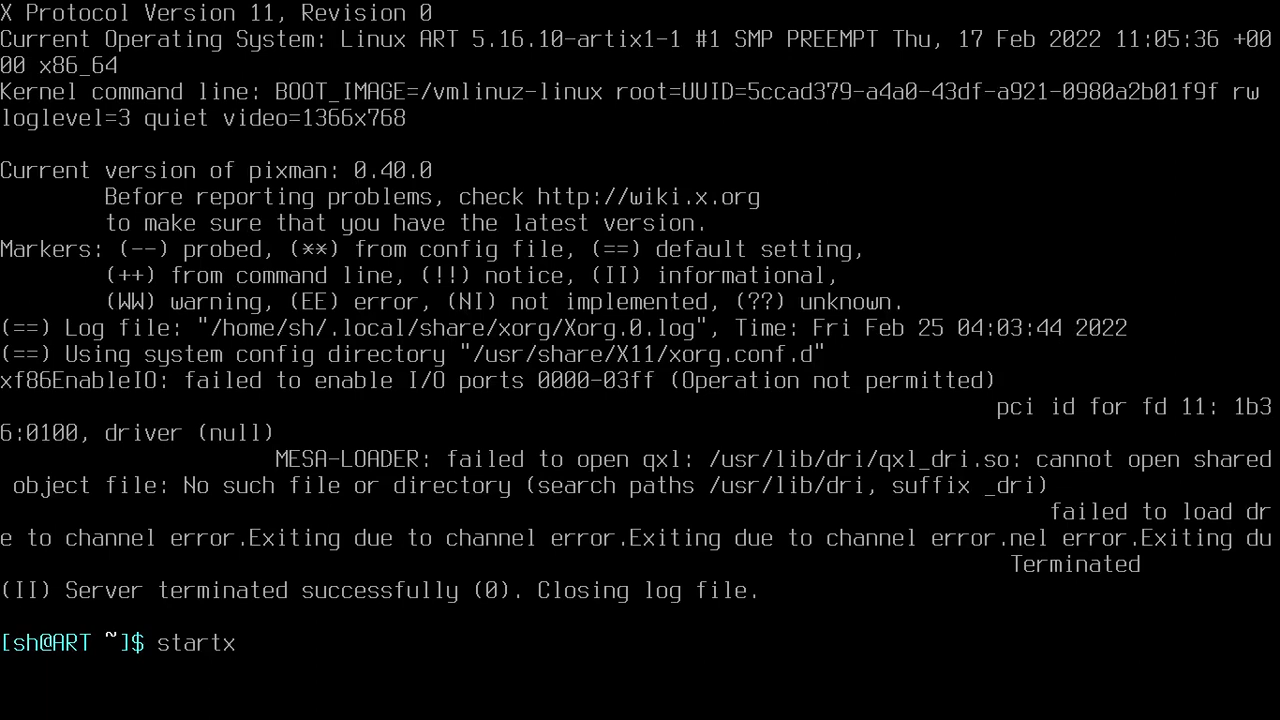 X Protocol Version 11, Revision 0
Current Operating System: Linux ART 5.16.10-artix1-1 #1 SMP PREEMPT Thu, 17 Feb 2022 11:05:36 +00
00 x86_64
Kernel command line: BOOT_IMAGE=/vmlinuz-linux root=UUID=5ccad379-a4a0-43df-a921-0980a2b01f9f rw
loglevel=3 quiet video=1366x768
Current version of pixman: 0.40.0
Before reporting problems, check http://wiki.x.org
to make sure that you have the latest version.
Markers: (--) probed, (**) from config file, (==) default setting,
(++) from command line, (!!) notice, (II) informational,
(WW) warning, (EE) error, (NI) not implemented, (??) unknown.
(==) Log file: "/home/sh/.local/share/xorg/Xorg.0.log", Time: Fri Feb 25 04:03:44 2022
(==) Using system config directory "/usr/share/X11/xorg.conf.d"
xf86EnableIO: failed to enable I/O ports 0000-03ff (Operation not permitted)
pci id for fd 11: 1b3
6:0100, driver (null)
MESA-LOADER: failed to open qxl: /usr/lib/dri/qxl_dri.so: cannot open shared
object file: No such file or directory (search paths /usr/lib/dri, suffix _dri)
failed to load dr
e to channel error.Exiting due to channel error.Exiting due to channel error.nel error.Exiting du
Terminated
(II) Server terminated successfully (0). Closing log file.
[sh@ART ~]$ startx